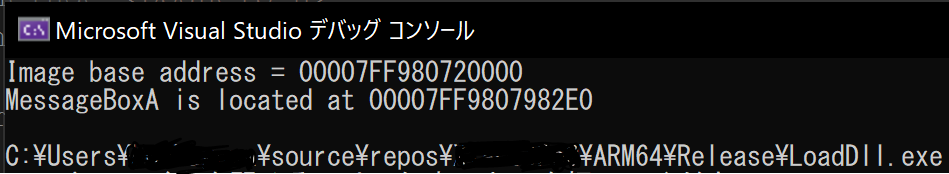 Microsoft Visual Studio デバッグ コンソール
Image base address = 00007FF980720000
MessageBoxA is located at 00007FF9807982E0
C:¥Users¥ ¥source¥repos¥ ¥ARM64¥Release¥LoadDll.exe